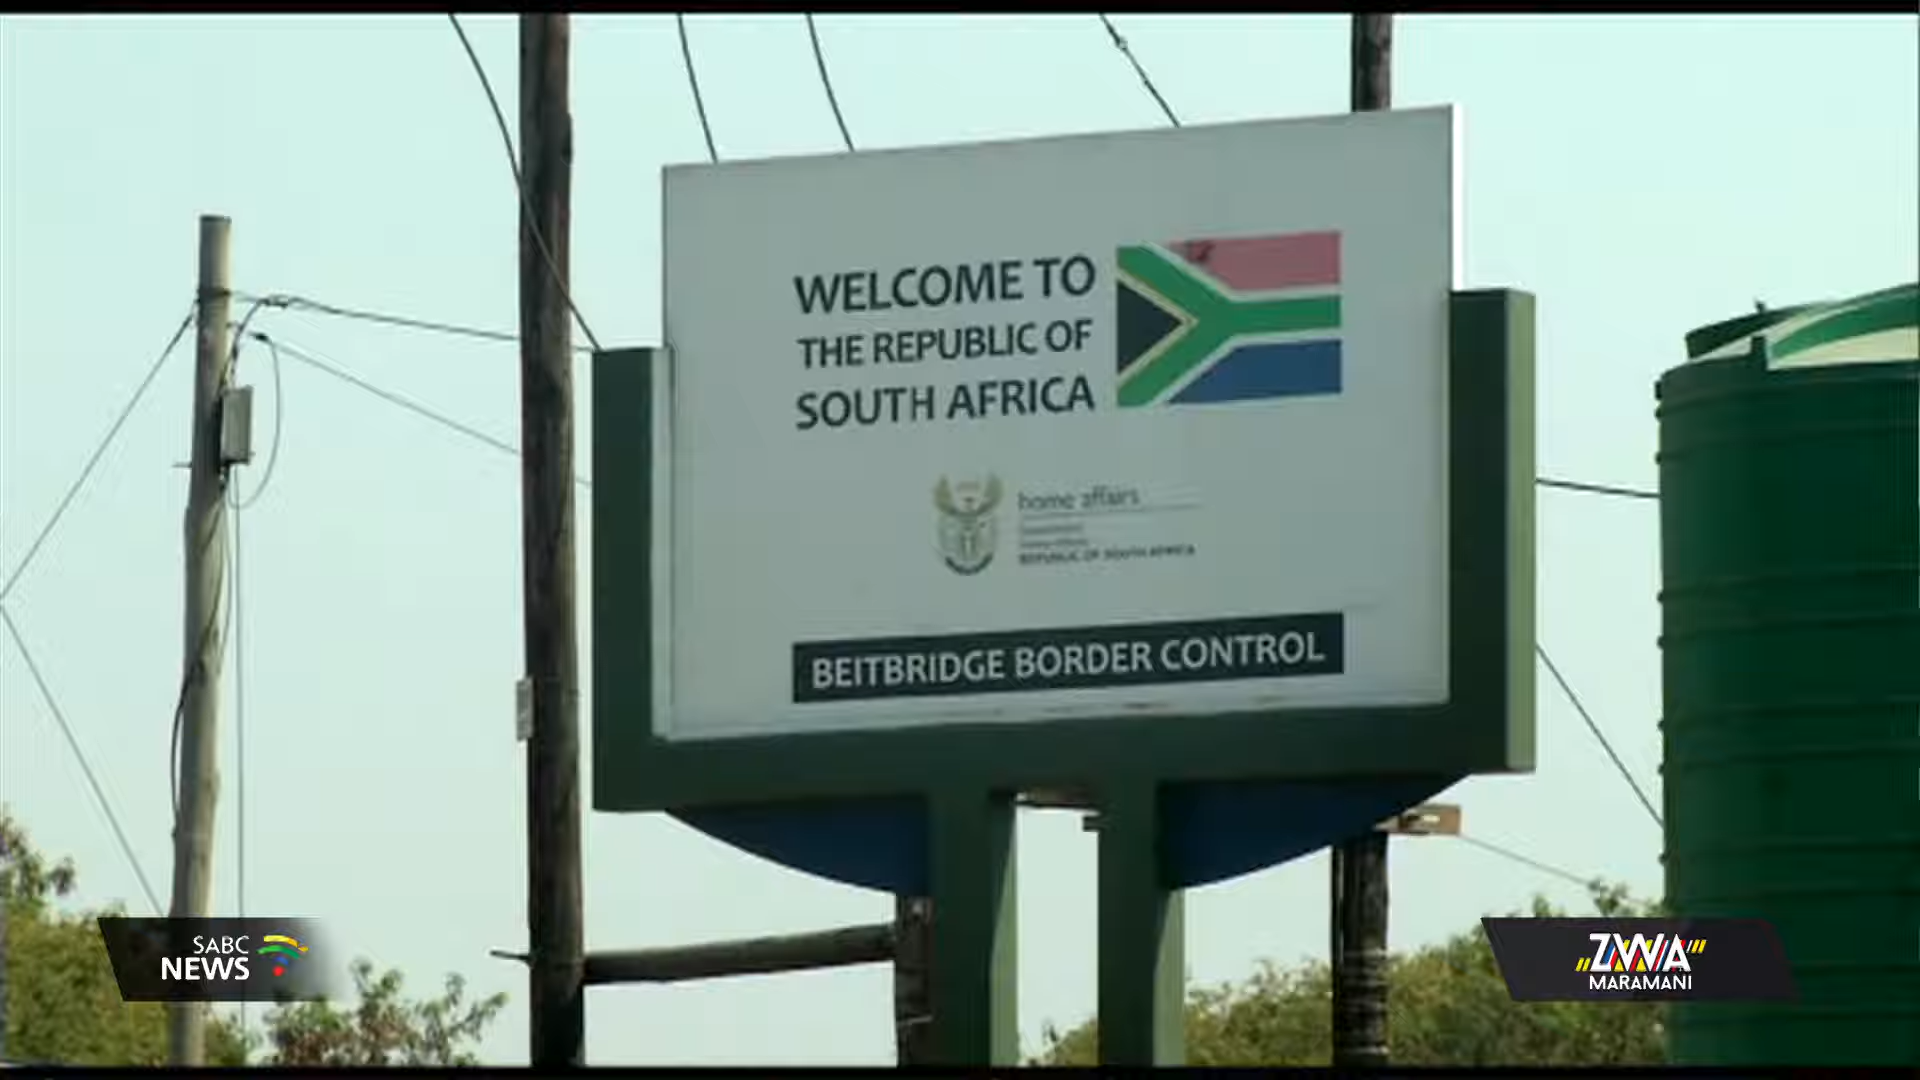 WELCOME TO
THE REPUBLIC OF
SOUTH AFRICA
home affairs
REPUBLIC OF SOUTH AFRICA
BEITBRIDGE BORDER CONTROL
SABC
NEWS
ZWA
MARAMANI